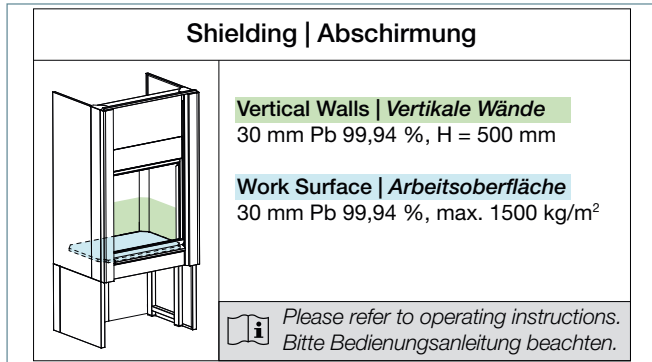 Shielding | Abschirmung
Vertical Walls | Vertikale Wände
30 mm Pb 99,94 %, H = 500 mm
Work Surface | Arbeitsoberfläche
30 mm Pb 99,94 %, max. 1500 kg/m²
Please refer to operating instructions.
Bitte Bedienungsanleitung beachten.